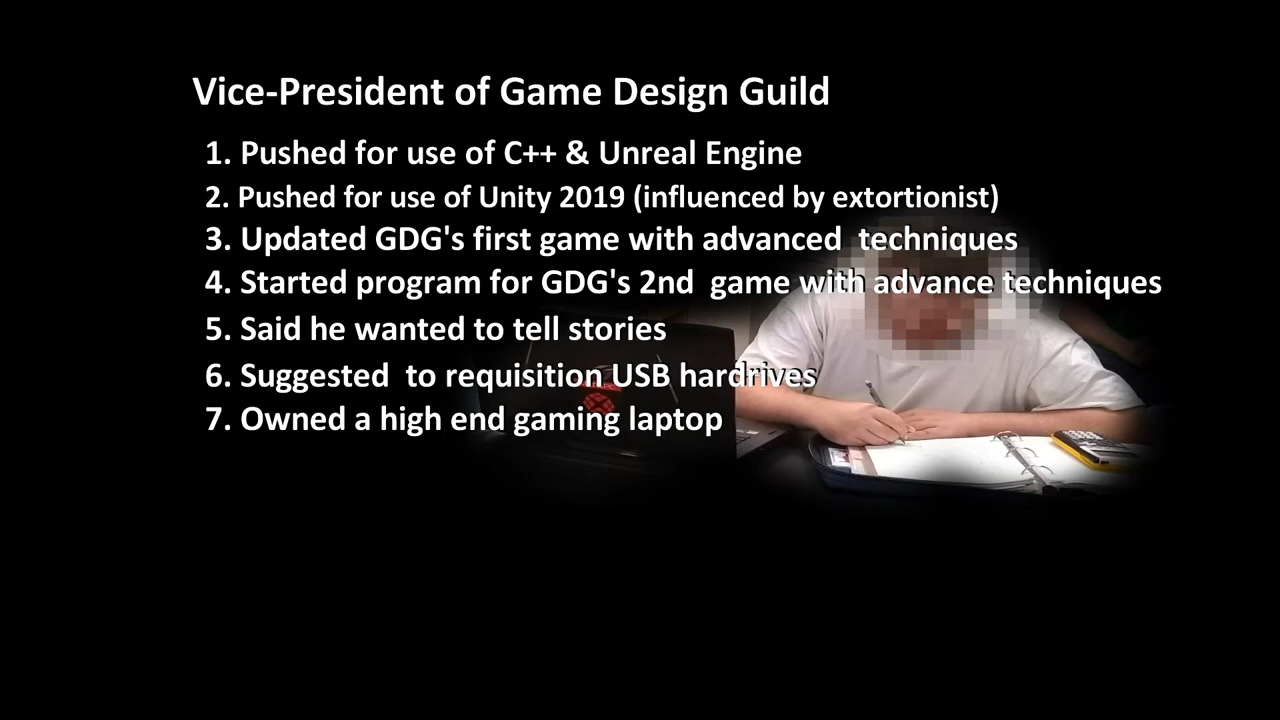 Vice-President of Game Design Guild
1. Pushed for use of C++ & Unreal Engine
2. Pushed for use of Unity 2019 (influenced by extortionist)
3. Updated GDG's first game with advanced  techniques
4. Started program for GDG's 2nd  game with advance techniques
5. Said he wanted to tell stories
6. Suggested  to requisition USB hardrives
7. Owned a high end gaming laptop